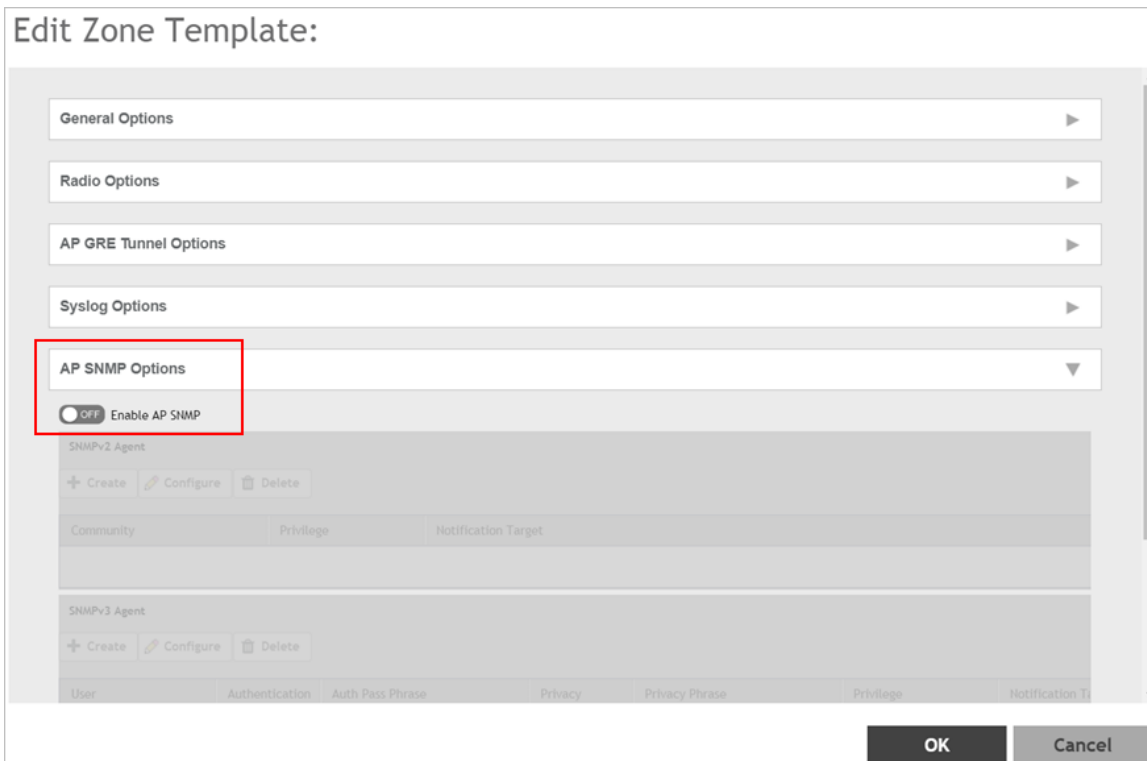 Edit Zone Template:
General Options
Radio Options
AP GRE Tunnel Options
Syslog Options
AP SNMP Options
OFF Enable AP SNMP
SNMPv2 Agent
Create Configure Delete
Community Privilege Notification Target
SNMPv3 Agent
Create Configure Delete
User Authentication Auth Pass Phrase Privacy Privacy Phrase Privilege Notification
OK Cancel